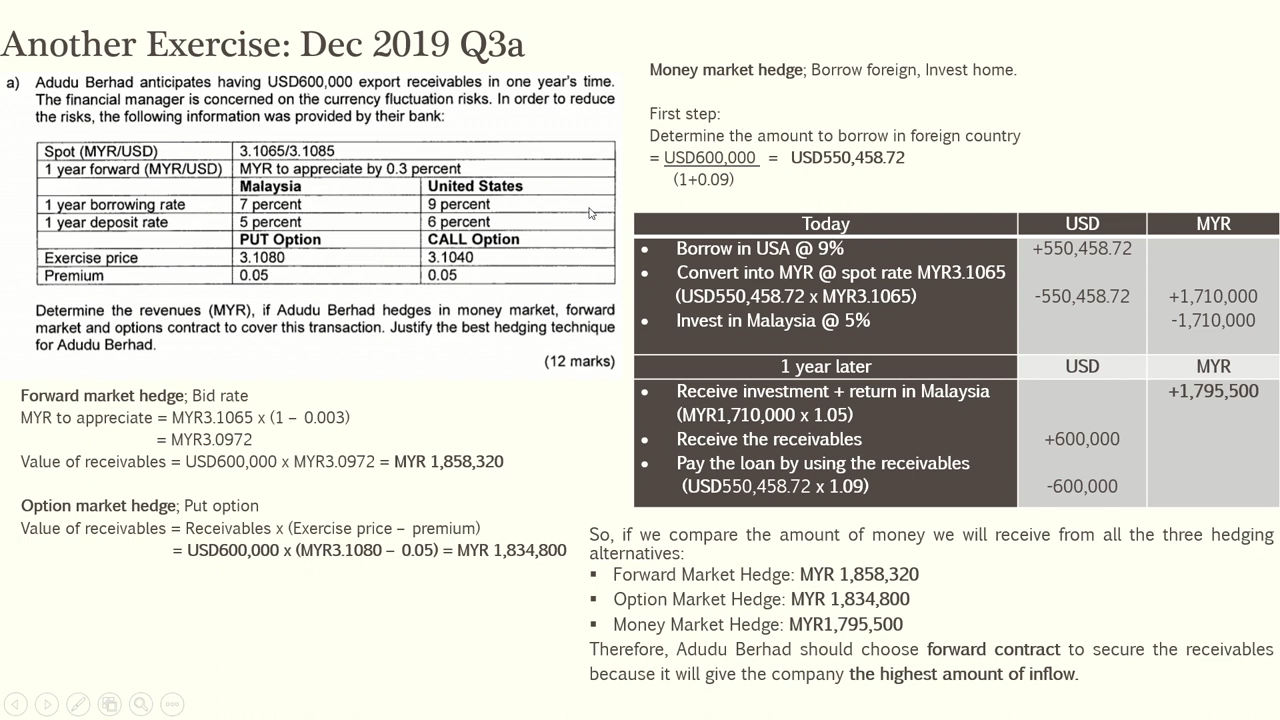 Another Exercise: Dec 2019 Q3a
a) Adudu Berhad anticipates having USD600,000 export receivables in one year's time.
The financial manager is concerned on the currency fluctuation risks. In order to reduce
the risks, the following information was provided by their bank:
Spot (MYR/USD) 3.1065/3.1085
1 year forward (MYR/USD) MYR to appreciate by 0.3 percent
Malaysia United States
1 year borrowing rate 7 percent 9 percent
1 year deposit rate 5 percent 6 percent
PUT Option CALL Option
Exercise price 3.1080 3.1040
Premium 0.05 0.05
Determine the revenues (MYR), if Adudu Berhad hedges in money market, forward
market and options contract to cover this transaction. Justify the best hedging technique
for Adudu Berhad.
(12 marks)
Forward market hedge; Bid rate
MYR to appreciate = MYR3.1065 x (1 – 0.003)
= MYR3.0972
Value of receivables = USD600,000 x MYR3.0972 = MYR 1,858,320
Option market hedge; Put option
Value of receivables = Receivables x (Exercise price – premium)
= USD600,000 x (MYR3.1080 – 0.05) = MYR 1,834,800
Money market hedge; Borrow foreign, Invest home.
First step:
Determine the amount to borrow in foreign country
= USD600,000 = USD550,458.72
(1+0.09)
Today USD MYR
• Borrow in USA @ 9% +550,458.72
• Convert into MYR @ spot rate MYR3.1065
(USD550,458.72 x MYR3.1065) -550,458.72 +1,710,000
• Invest in Malaysia @ 5% -1,710,000
1 year later USD MYR
• Receive investment + return in Malaysia +1,795,500
(MYR1,710,000 x 1.05)
• Receive the receivables +600,000
• Pay the loan by using the receivables
(USD550,458.72 x 1.09) -600,000
So, if we compare the amount of money we will receive from all the three hedging
alternatives:
▪ Forward Market Hedge: MYR 1,858,320
▪ Option Market Hedge: MYR 1,834,800
▪ Money Market Hedge: MYR1,795,500
Therefore, Adudu Berhad should choose forward contract to secure the receivables
because it will give the company the highest amount of inflow.